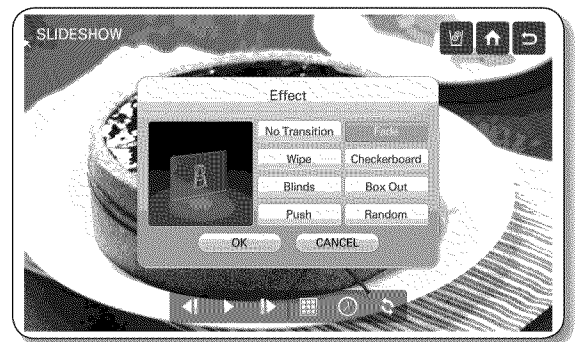 SLIDESHOW
Effect
No Transition
Fade
Wipe
Checkerboard
Blinds
Box Out
Push
Random
OK
CANCEL